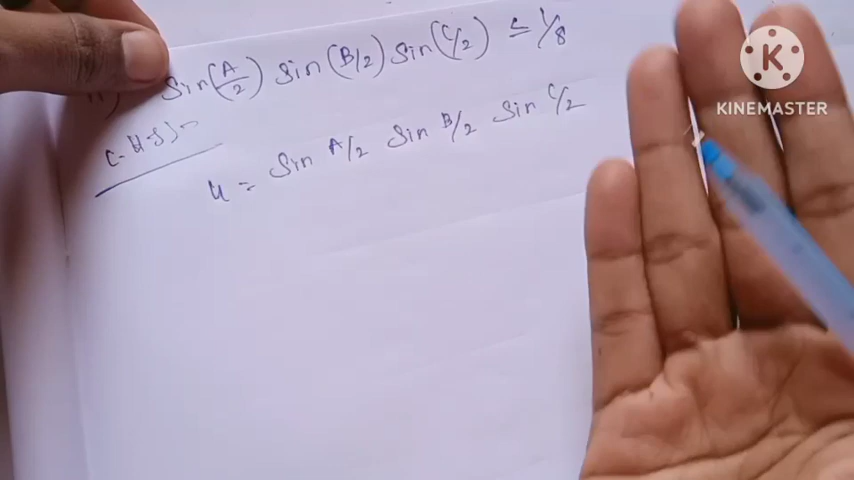 Sin(A/2) Sin(B/2) Sin(C/2) ≤ 1/8
u = Sin A/2 Sin B/2 Sin C/2
KINEMASTER